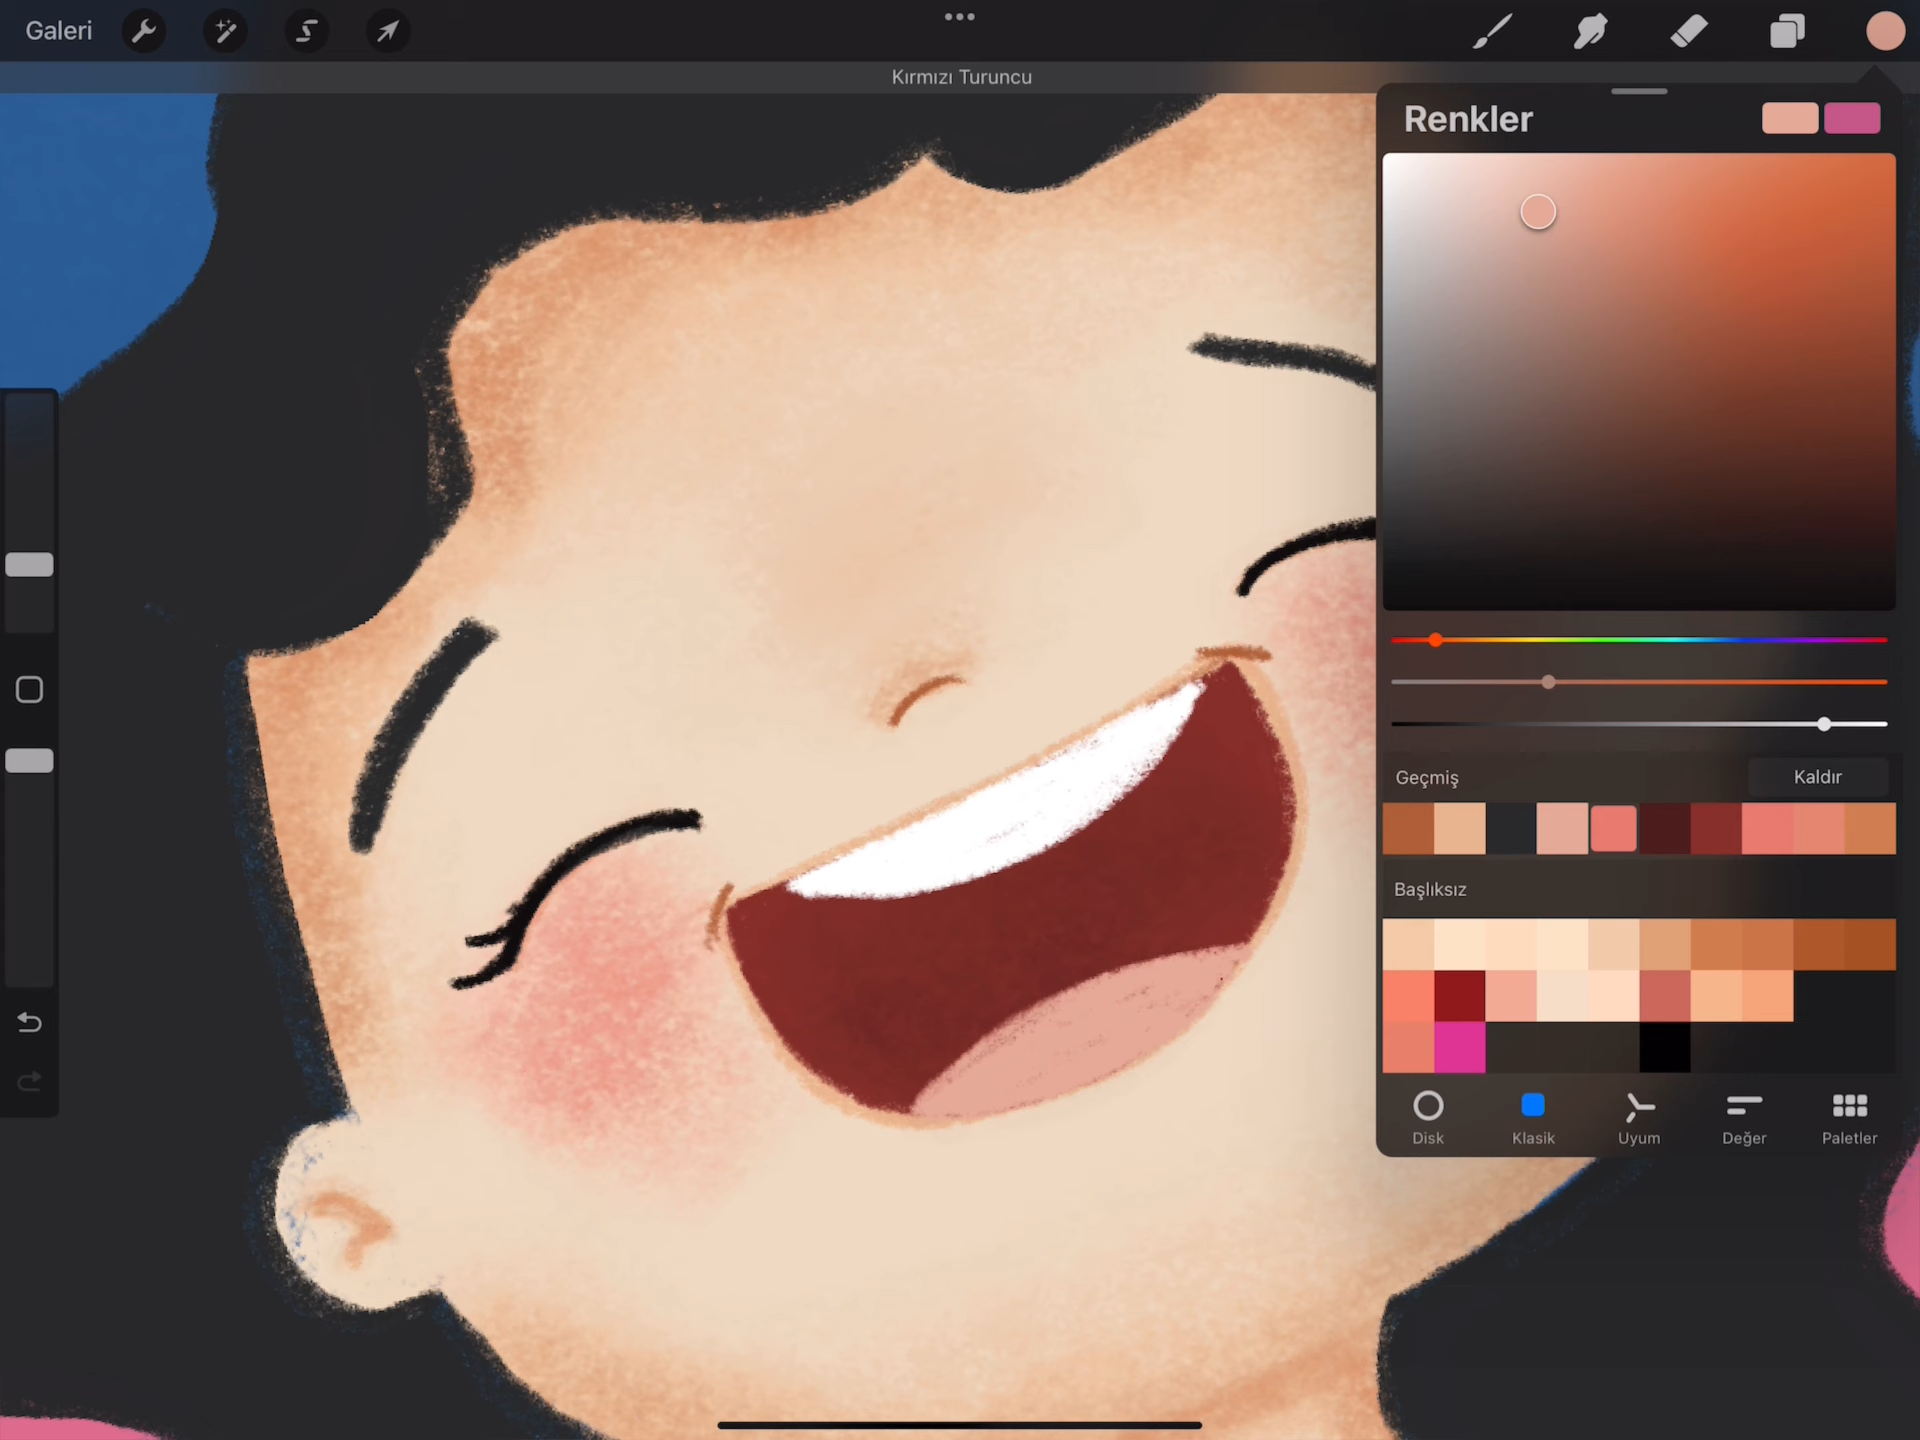 Galeri
Kırmızı Turuncu
Renkler
Geçmiş
Kaldır
Başlıksız
Disk
Klasik
Uyum
Değer
Paletler